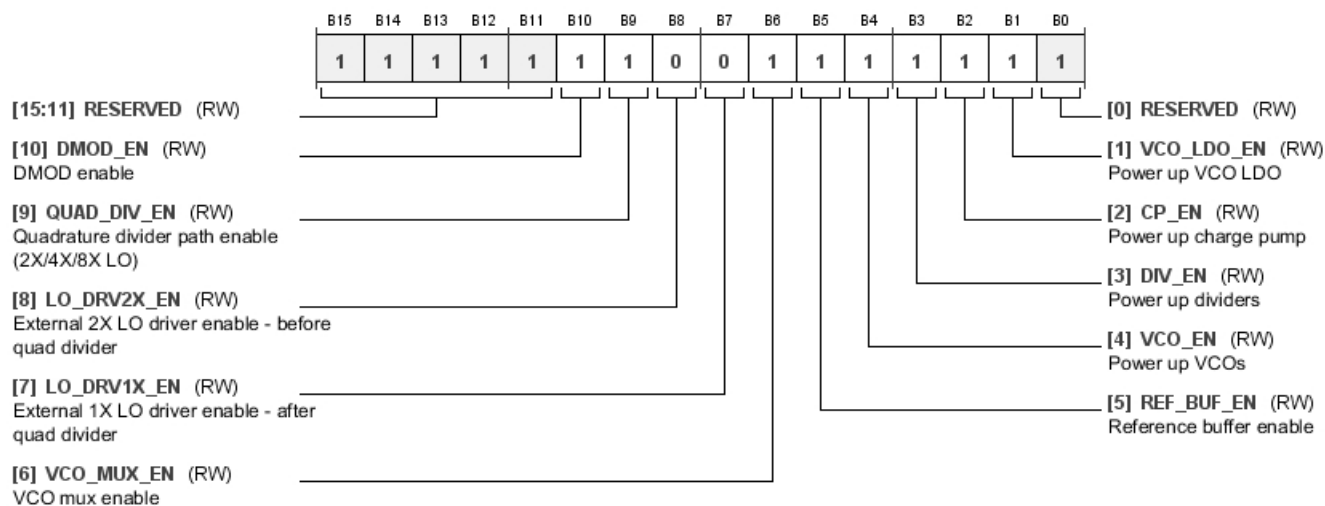 B15 B14 B13 B12 B11 B10 B9 B8 B7 B6 B5 B4 B3 B2 B1 B0
1 1 1 1 1 1 1 0 0 1 1 1 1 1 1 1
[15:11] RESERVED (RW)
[10] DMOD_EN (RW)
DMOD enable
[9] QUAD_DIV_EN (RW)
Quadrature divider path enable
(2X/4X/8X LO)
[8] LO_DRV2X_EN (RW)
External 2X LO driver enable - before
quad divider
[7] LO_DRV1X_EN (RW)
External 1X LO driver enable - after
quad divider
[6] VCO_MUX_EN (RW)
VCO mux enable
[0] RESERVED (RW)
[1] VCO_LDO_EN (RW)
Power up VCO LDO
[2] CP_EN (RW)
Power up charge pump
[3] DIV_EN (RW)
Power up dividers
[4] VCO_EN (RW)
Power up VCOs
[5] REF_BUF_EN (RW)
Reference buffer enable